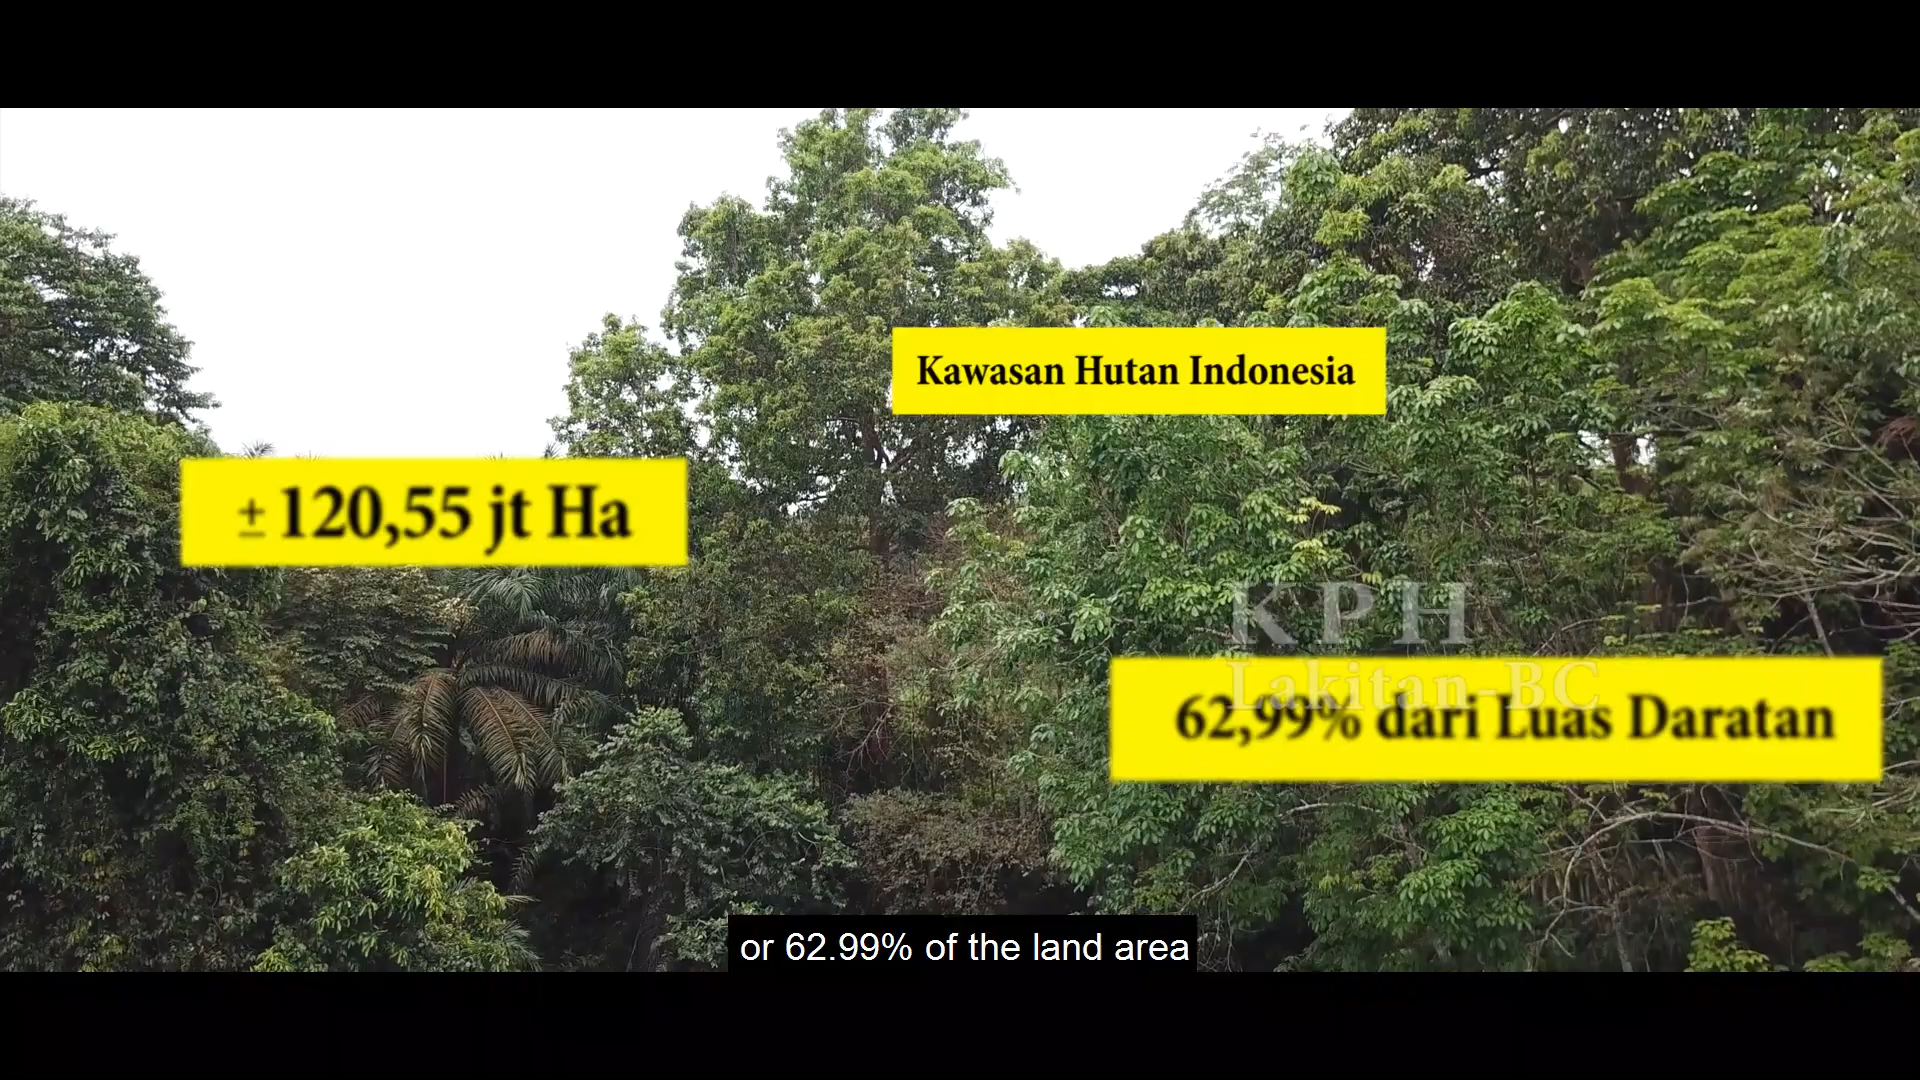 Kawasan Hutan Indonesia
± 120,55 jt Ha
KPH
Lakitan-BC
62,99% dari Luas Daratan
or 62.99% of the land area